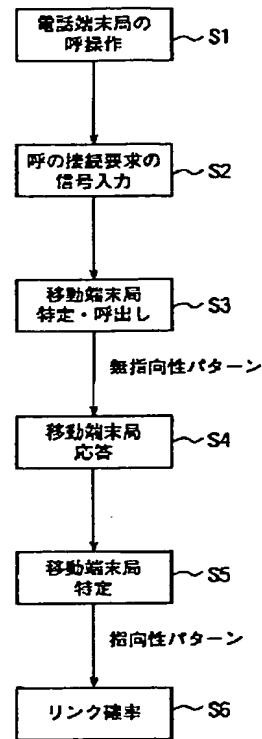 電話端末局の
呼操作
S1
呼の接続要求の
信号入力
S2
移動端末局
特定・呼出し
S3
無指向性パターン
移動端末局
応答
S4
移動端末局
特定
S5
指向性パターン
リンク確率
S6